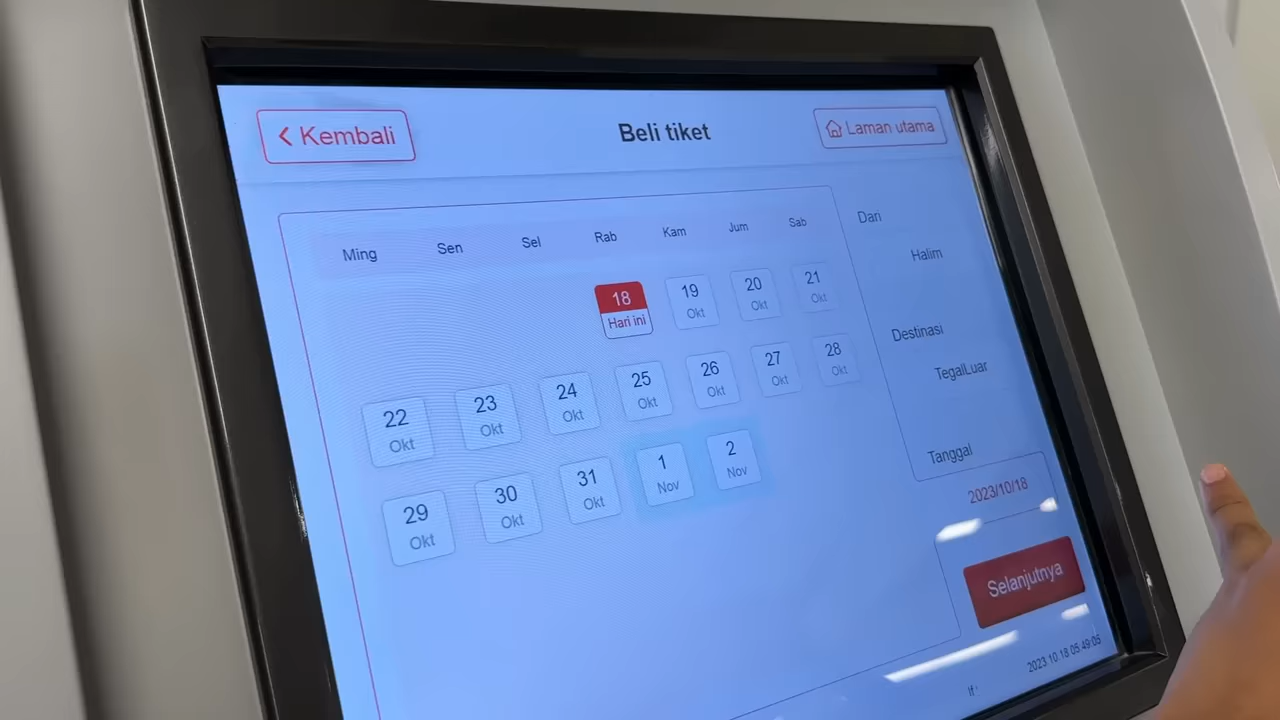 Kembali
Beli tiket
Laman utama
Ming Sen Sel Rab Kam Jum Sab
18 Hari ini
19 Okt
20 Okt
21 Okt
22 Okt
23 Okt
24 Okt
25 Okt
26 Okt
27 Okt
28 Okt
29 Okt
30 Okt
31 Okt
1 Nov
2 Nov
Dari
Halim
Destinasi
TegalLuar
Tanggal
2023/10/18
Selanjutnya
2023 10.18 05:49:05